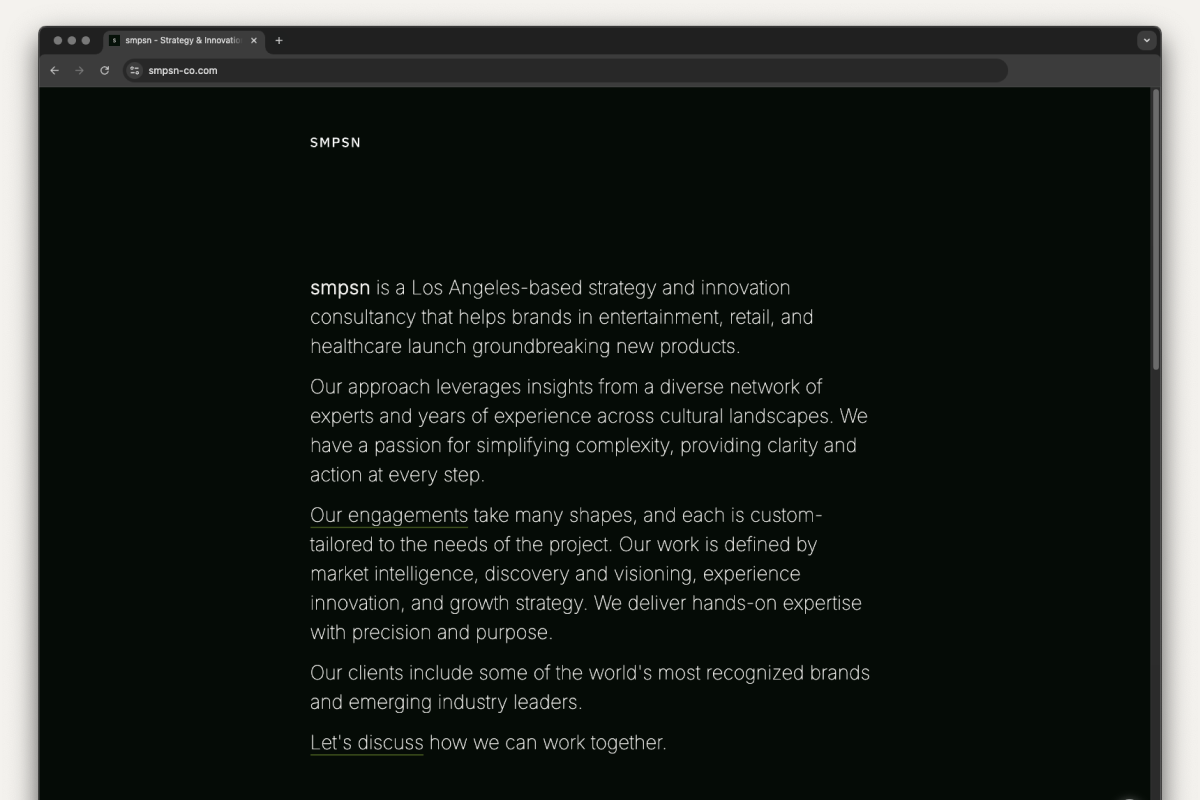 smpsn - Strategy & Innovatio
smpsn-co.com
SMPSN
smpsn is a Los Angeles-based strategy and innovation
consultancy that helps brands in entertainment, retail, and
healthcare launch groundbreaking new products.
Our approach leverages insights from a diverse network of
experts and years of experience across cultural landscapes. We
have a passion for simplifying complexity, providing clarity and
action at every step.
Our engagements take many shapes, and each is custom-
tailored to the needs of the project. Our work is defined by
market intelligence, discovery and visioning, experience
innovation, and growth strategy. We deliver hands-on expertise
with precision and purpose.
Our clients include some of the world's most recognized brands
and emerging industry leaders.
Let's discuss how we can work together.